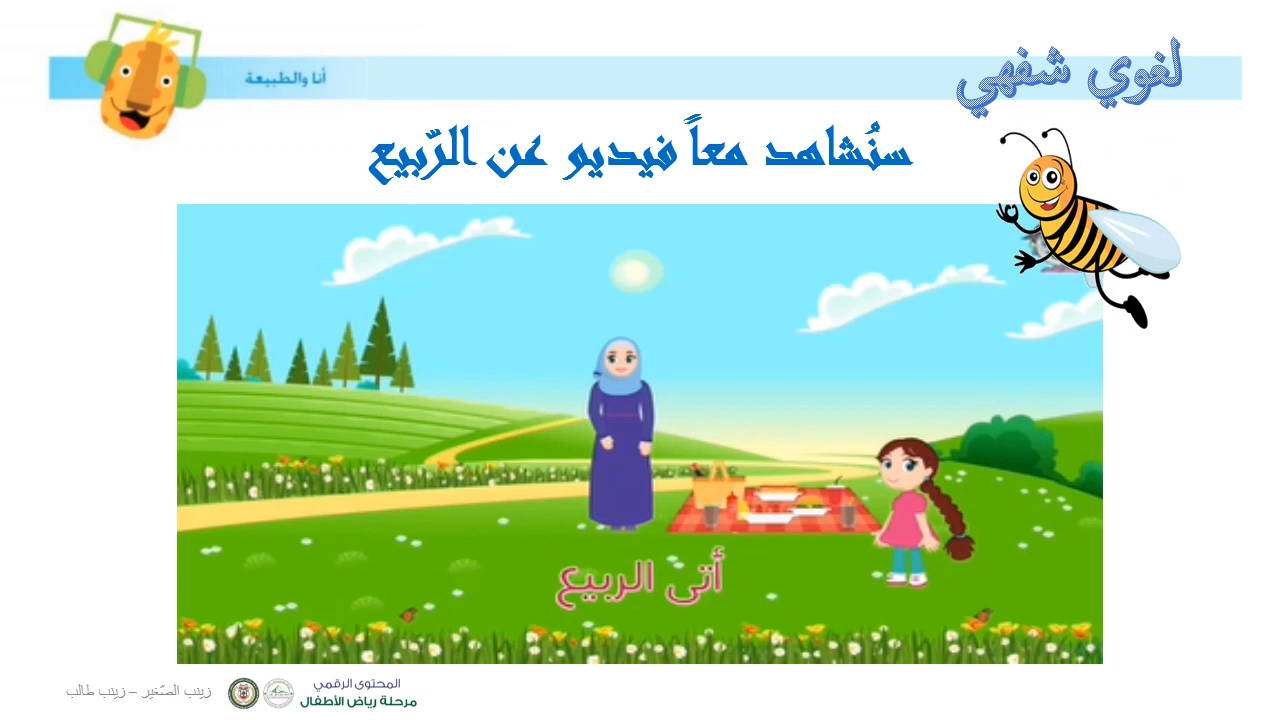 لغوي شفهي
أنا والطبيعة
سنُشاهد معاً فيديو عن الرّبيع
أتى الربيع
المحتوى الرقمي
مرحلة رياض الأطفال
زينب الصّغير – زينب طالب